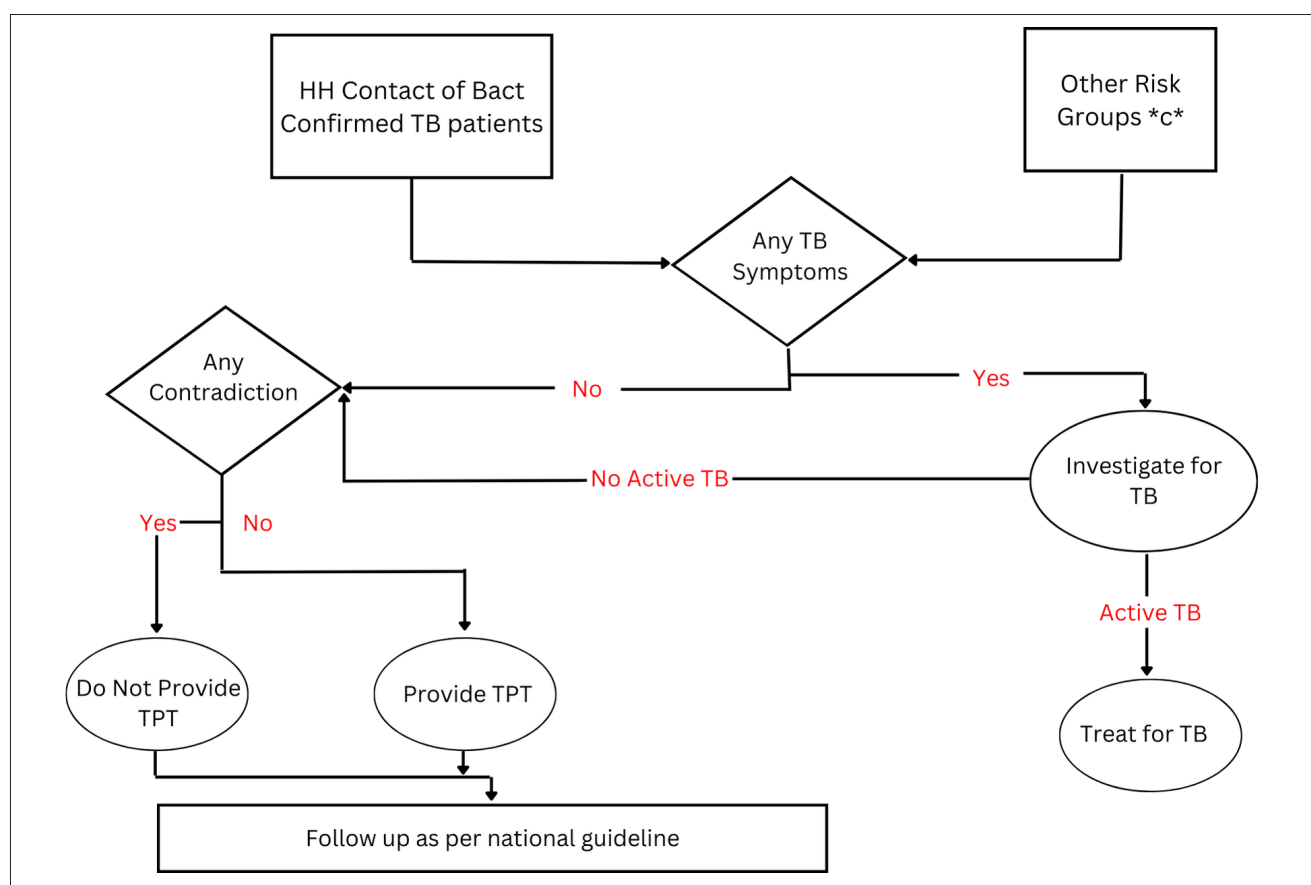 HH Contact of Bact
Confirmed TB patients
Other Risk
Groups *c*
Any TB
Symptoms
Any
Contradiction
No
Yes
Investigate for
TB
No Active TB
Yes
No
Active TB
Do Not Provide
TPT
Provide TPT
Treat for TB
Follow up as per national guideline